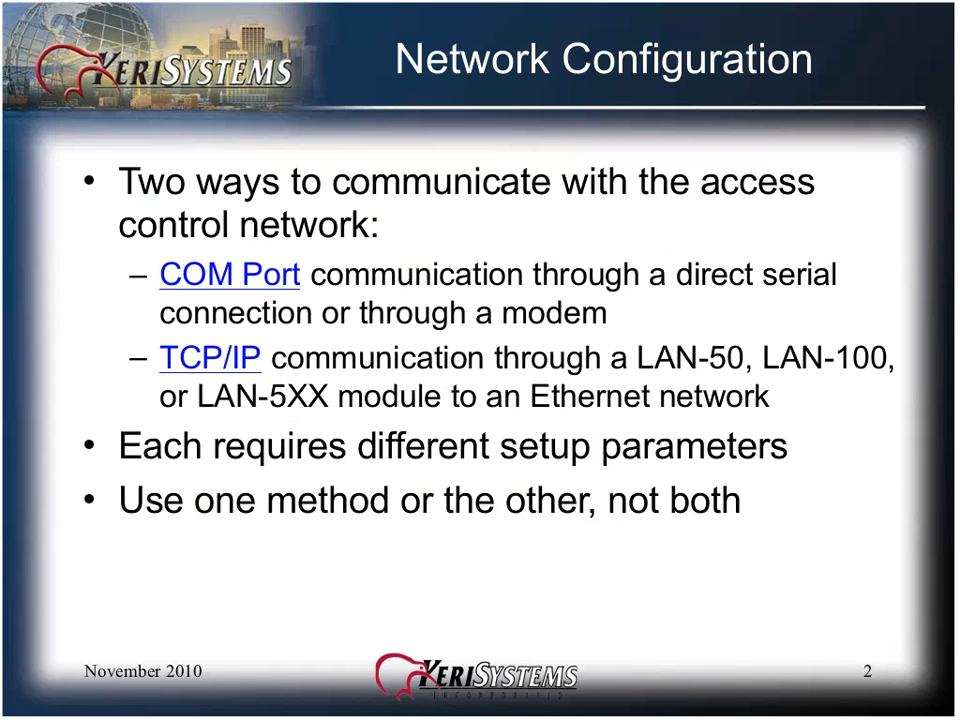 KERISYSTEMS
Network Configuration
• Two ways to communicate with the access
control network:
– COM Port communication through a direct serial
connection or through a modem
– TCP/IP communication through a LAN-50, LAN-100,
or LAN-5XX module to an Ethernet network
• Each requires different setup parameters
• Use one method or the other, not both
November 2010
KERISYSTEMS
INCORPORATED
2